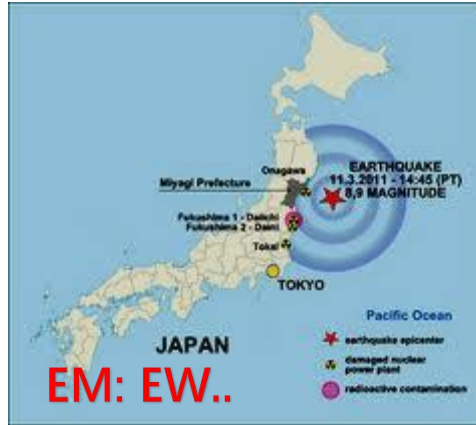 Onagawa
EARTHQUAKE
11.3.2011 - 14:45 (PT)
8,9 MAGNITUDE
Miyagi Prefecture
Fukushima 1 - Daiichi
Fukushima 2 - Daini
Tokai
TOKYO
Pacific Ocean
earthquake epicenter
damaged nuclear
power plant
radioactive contamination
JAPAN
EM: EW..